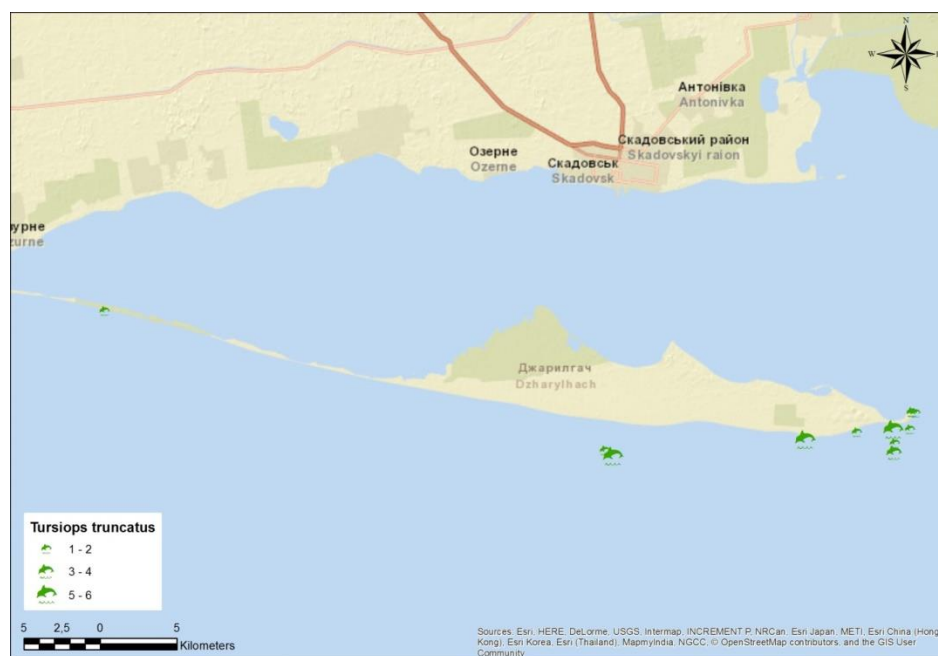 N
W
S
Антонівка
Antonivka
Скадовський район
Skadovskyi raion
Озерне
Ozerne
Скадовськ
Skadovsk
урне
zurne
Джарилгач
Dzharylhach
Tursiops truncatus
1 - 2
3 - 4
5 - 6
5 2,5 0 5
Kilometers
Sources: Esri, HERE, DeLorme, USGS, Intermap, INCREMENT P, NRCan, Esri Japan, METI, Esri China (Hong
Kong), Esri Korea, Esri (Thailand), MapmyIndia, NGCC, © OpenStreetMap contributors, and the GIS User
Community